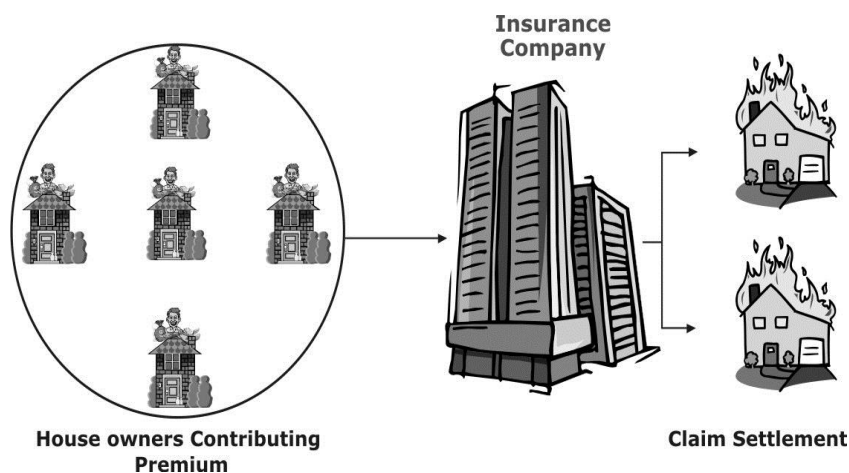 Insurance
Company
House owners Contributing
Premium
Claim Settlement